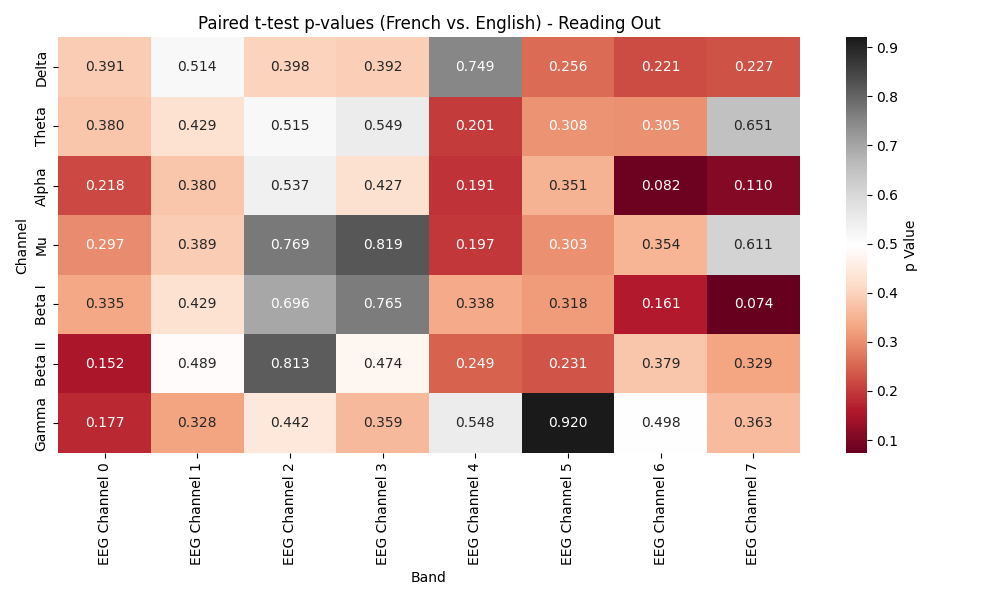 Paired t-test p-values (French vs. English) - Reading Out
Channel
Delta 0.391 0.514 0.398 0.392 0.749 0.256 0.221 0.227
Theta 0.380 0.429 0.515 0.549 0.201 0.308 0.305 0.651
Alpha 0.218 0.380 0.537 0.427 0.191 0.351 0.082 0.110
Mu 0.297 0.389 0.769 0.819 0.197 0.303 0.354 0.611
Beta I 0.335 0.429 0.696 0.765 0.338 0.318 0.161 0.074
Beta II 0.152 0.489 0.813 0.474 0.249 0.231 0.379 0.329
Gamma 0.177 0.328 0.442 0.359 0.548 0.920 0.498 0.363
EEG Channel 0
EEG Channel 1
EEG Channel 2
EEG Channel 3
EEG Channel 4
EEG Channel 5
EEG Channel 6
EEG Channel 7
Band
0.9
0.8
0.7
0.6
0.5
0.4
0.3
0.2
0.1
p Value